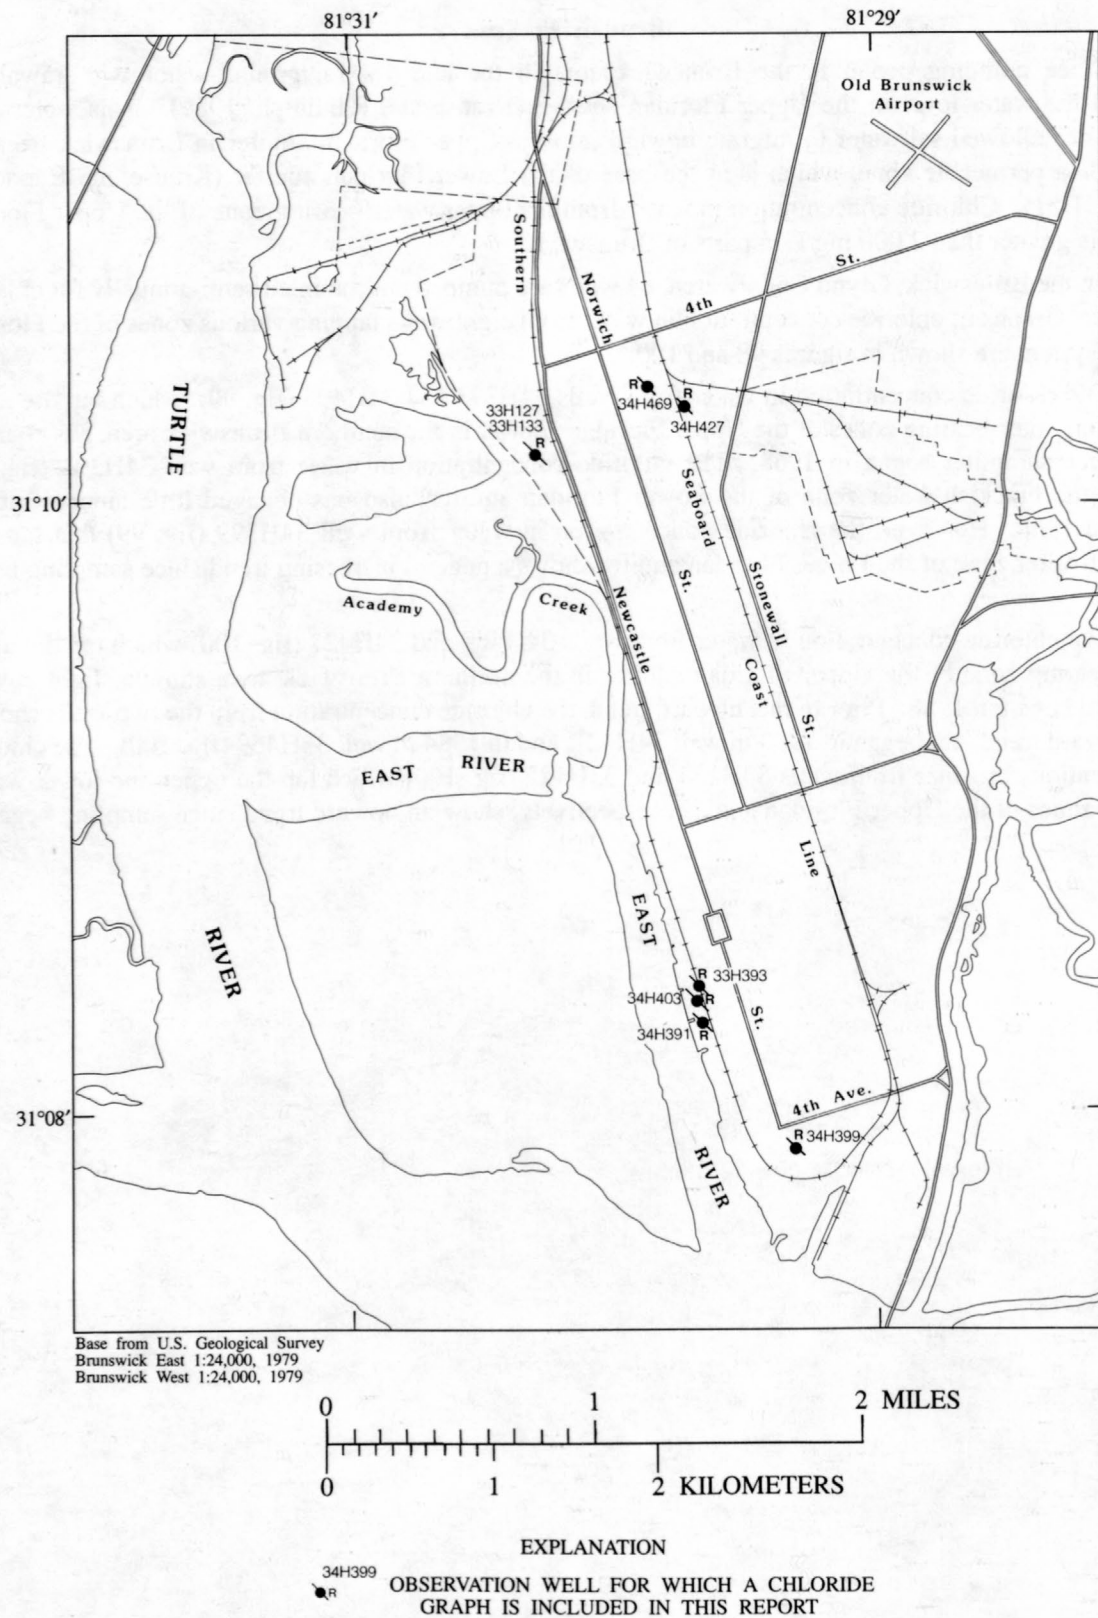 81°31′
81°29′
Old Brunswick
Airport
Southern
Norwich
4th
St.
TURTLE
R
34H469
R
34H427
33H127
33H133
R
31°10′
Seaboard
St.
Coast
Stonewall
St.
Newcastle
Academy
Creek
EAST RIVER
Line
EAST
RIVER
R
33H393
34H403
R
34H391
R
St.
31°08′
4th Ave.
R
34H399
RIVER
Base from U.S. Geological Survey
Brunswick East 1:24,000, 1979
Brunswick West 1:24,000, 1979
0 1 2 MILES
0 1 2 KILOMETERS
EXPLANATION
34H399
R
OBSERVATION WELL FOR WHICH A CHLORIDE
GRAPH IS INCLUDED IN THIS REPORT